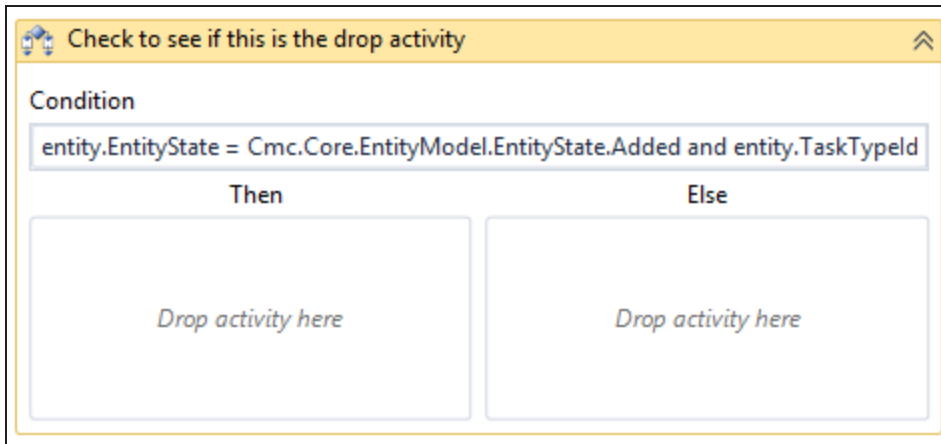 Check to see if this is the drop activity
Condition
entity.EntityState = Cmc.Core.EntityModel.EntityState.Added and entity.TaskTypeId
Then
Else
Drop activity here
Drop activity here